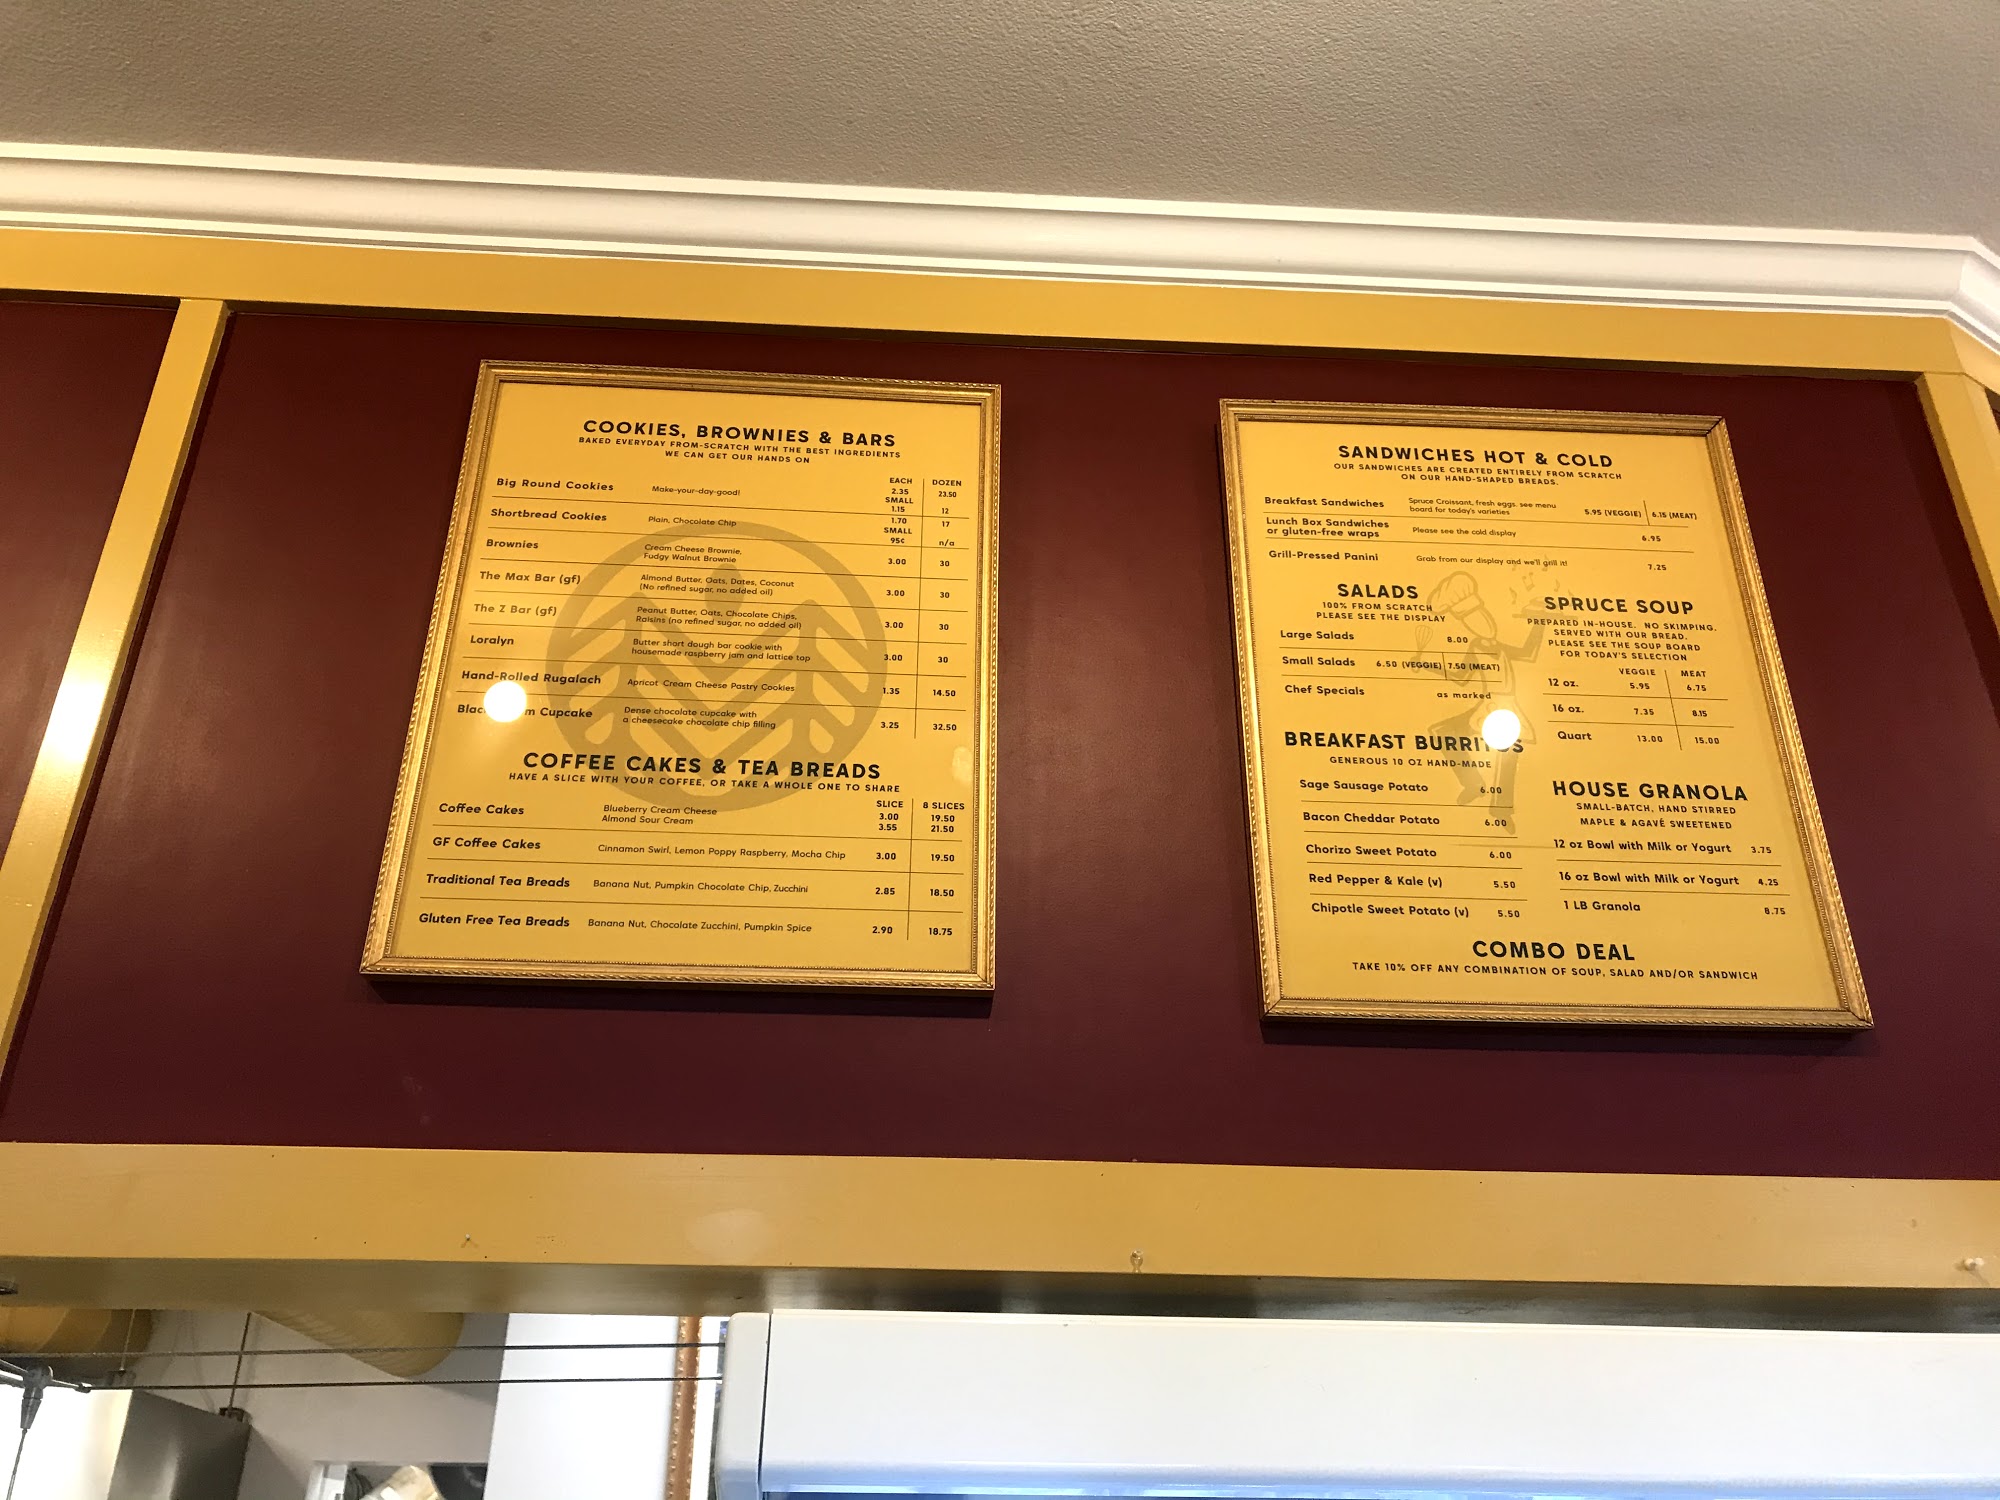 COOKIES, BROWNIES & BARS
BAKED EVERYDAY FROM-SCRATCH WITH THE BEST INGREDIENTS
WE CAN GET OUR HANDS ON
EACH DOZEN
Big Round Cookies Make-your-day-good! 2.35 23.50
SMALL
1.15 12
Shortbread Cookies Plain, Chocolate Chip 1.70 17
SMALL
95¢ n/a
Brownies Cream Cheese Brownie,
Fudgy Walnut Brownie 3.00 30
The Max Bar (gf) Almond Butter, Oats, Dates, Coconut
(No refined sugar, no added oil) 3.00 30
The Z Bar (gf) Peanut Butter, Oats, Chocolate Chips,
Raisins (no refined sugar, no added oil) 3.00 30
Loralyn Butter short dough bar cookie with
housemade raspberry jam and lattice top 3.00 30
Hand-Rolled Rugalach Apricot Cream Cheese Pastry Cookies 1.35 14.50
Cupcake Dense chocolate cupcake with
a cheesecake chocolate chip filling 3.25 32.50
COFFEE CAKES & TEA BREADS
HAVE A SLICE WITH YOUR COFFEE, OR TAKE A WHOLE ONE TO SHARE
SLICE 8 SLICES
Coffee Cakes Blueberry Cream Cheese 3.00 19.50
Almond Sour Cream 3.55 21.50
GF Coffee Cakes Cinnamon Swirl, Lemon Poppy Raspberry, Mocha Chip 3.00 19.50
Traditional Tea Breads Banana Nut, Pumpkin Chocolate Chip, Zucchini 2.85 18.50
Gluten Free Tea Breads Banana Nut, Chocolate Zucchini, Pumpkin Spice 2.90 18.75
SANDWICHES HOT & COLD
OUR SANDWICHES ARE CREATED ENTIRELY FROM SCRATCH
ON OUR HAND-SHAPED BREADS.
Breakfast Sandwiches Spruce Croissant, fresh eggs. see menu
board for today's varieties 5.95 (VEGGIE) 6.15 (MEAT)
Lunch Box Sandwiches
or gluten-free wraps Please see the cold display 6.95
Grill-Pressed Panini Grab from our display and we'll grill it! 7.25
SALADS
100% FROM SCRATCH
PLEASE SEE THE DISPLAY
Large Salads 8.00
Small Salads 6.50 (VEGGIE) 7.50 (MEAT)
Chef Specials as marked
SPRUCE SOUP
PREPARED IN-HOUSE. NO SKIMPING.
SERVED WITH OUR BREAD.
PLEASE SEE THE SOUP BOARD
FOR TODAY'S SELECTION
VEGGIE MEAT
12 oz. 5.95 6.75
16 oz. 7.35 8.15
Quart 13.00 15.00
BREAKFAST BURRITOS
GENEROUS 10 OZ HAND-MADE
Sage Sausage Potato 6.00
Bacon Cheddar Potato 6.00
Chorizo Sweet Potato 6.00
Red Pepper & Kale (v) 5.50
Chipotle Sweet Potato (v) 5.50
HOUSE GRANOLA
SMALL-BATCH, HAND STIRRED
MAPLE & AGAVÉ SWEETENED
12 oz Bowl with Milk or Yogurt 3.75
16 oz Bowl with Milk or Yogurt 4.25
1 LB Granola 8.75
COMBO DEAL
TAKE 10% OFF ANY COMBINATION OF SOUP, SALAD AND/OR SANDWICH